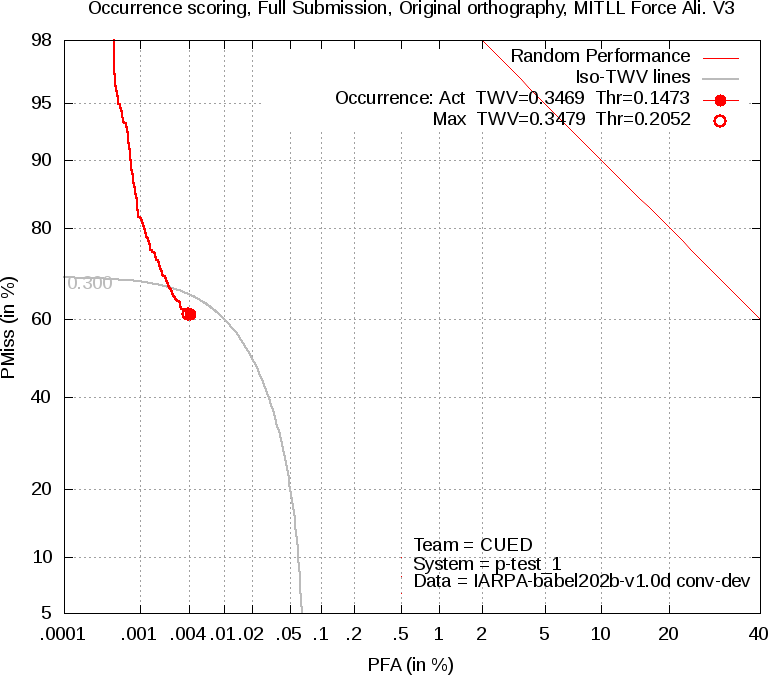 Occurrence scoring, Full Submission, Original orthography, MITLL Force Ali. V3
98
95
90
80
60
40
20
10
5
PMiss (in %)
Random Performance
Iso-TWV lines
Occurrence: Act TWV=0.3469 Thr=0.1473
Max TWV=0.3479 Thr=0.2052
0.300
Team = CUED
System = p-test_1
Data = IARPA-babel202b-v1.0d conv-dev
.0001 .001 .004 .01 .02 .05 .1 .2 .5 1 2 5 10 20 40
PFA (in %)